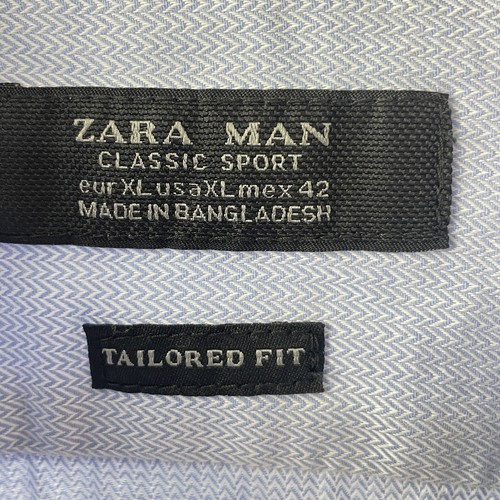 ZARA MAN
CLASSIC SPORT
eur XL usa XL mex 42
MADE IN BANGLADESH
TAILORED FIT